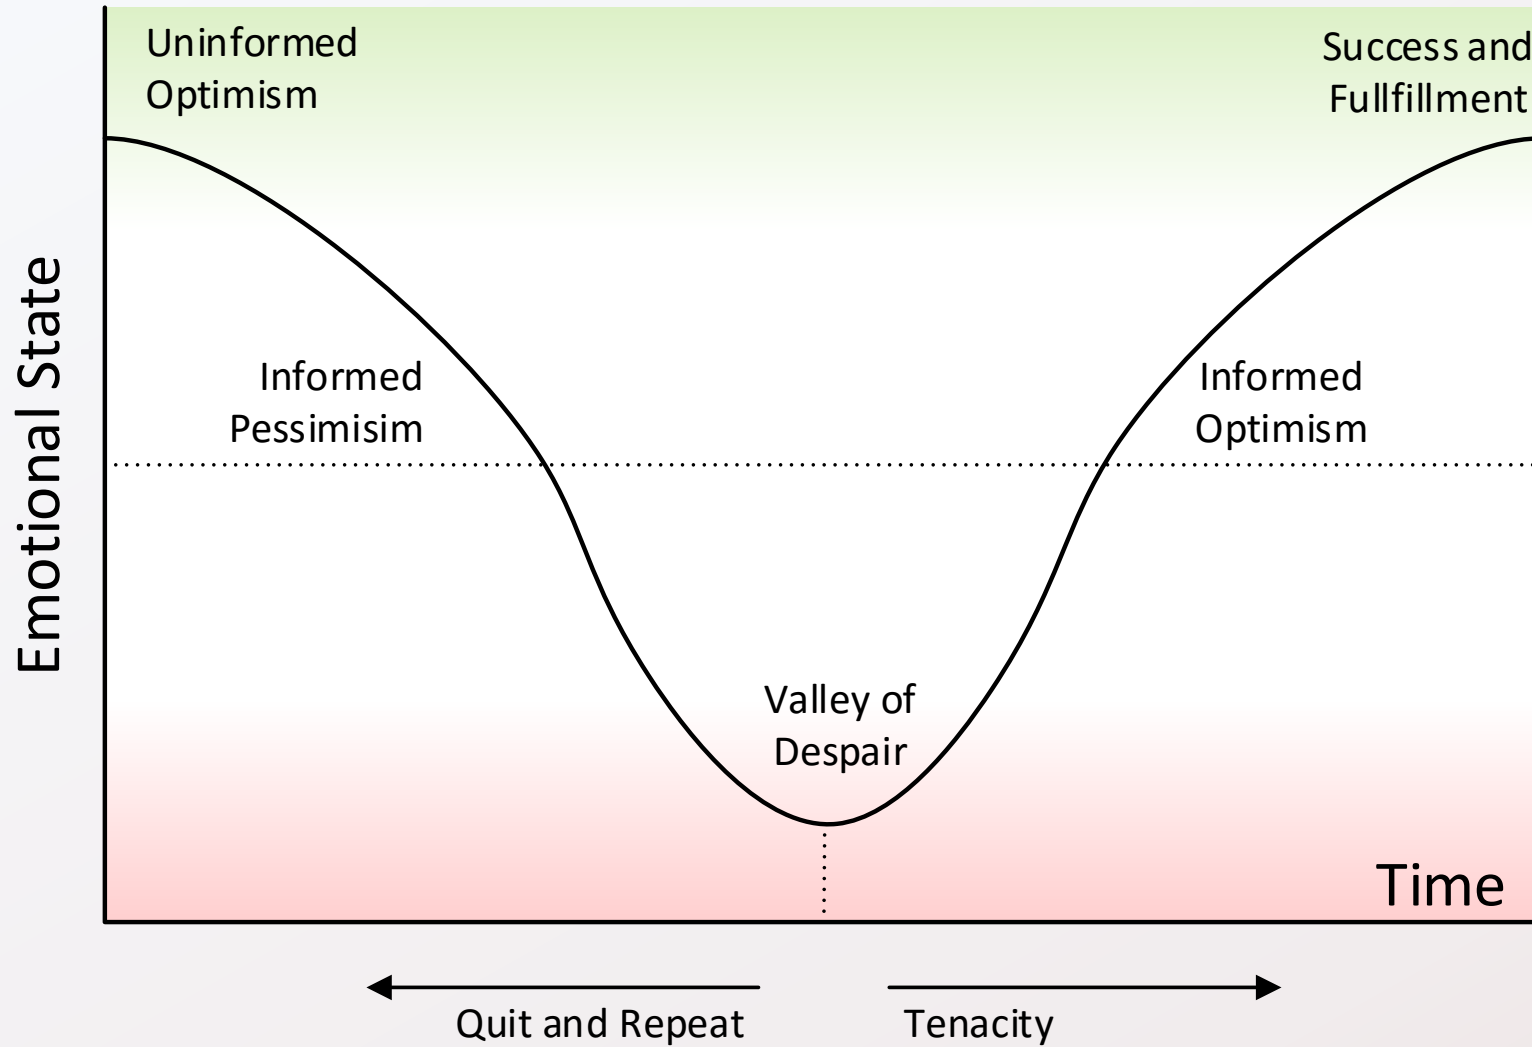 Uninformed
Optimism
Success and
Fullfillment
Emotional State
Informed
Pessimisim
Informed
Optimism
Valley of
Despair
Time
Quit and Repeat
Tenacity